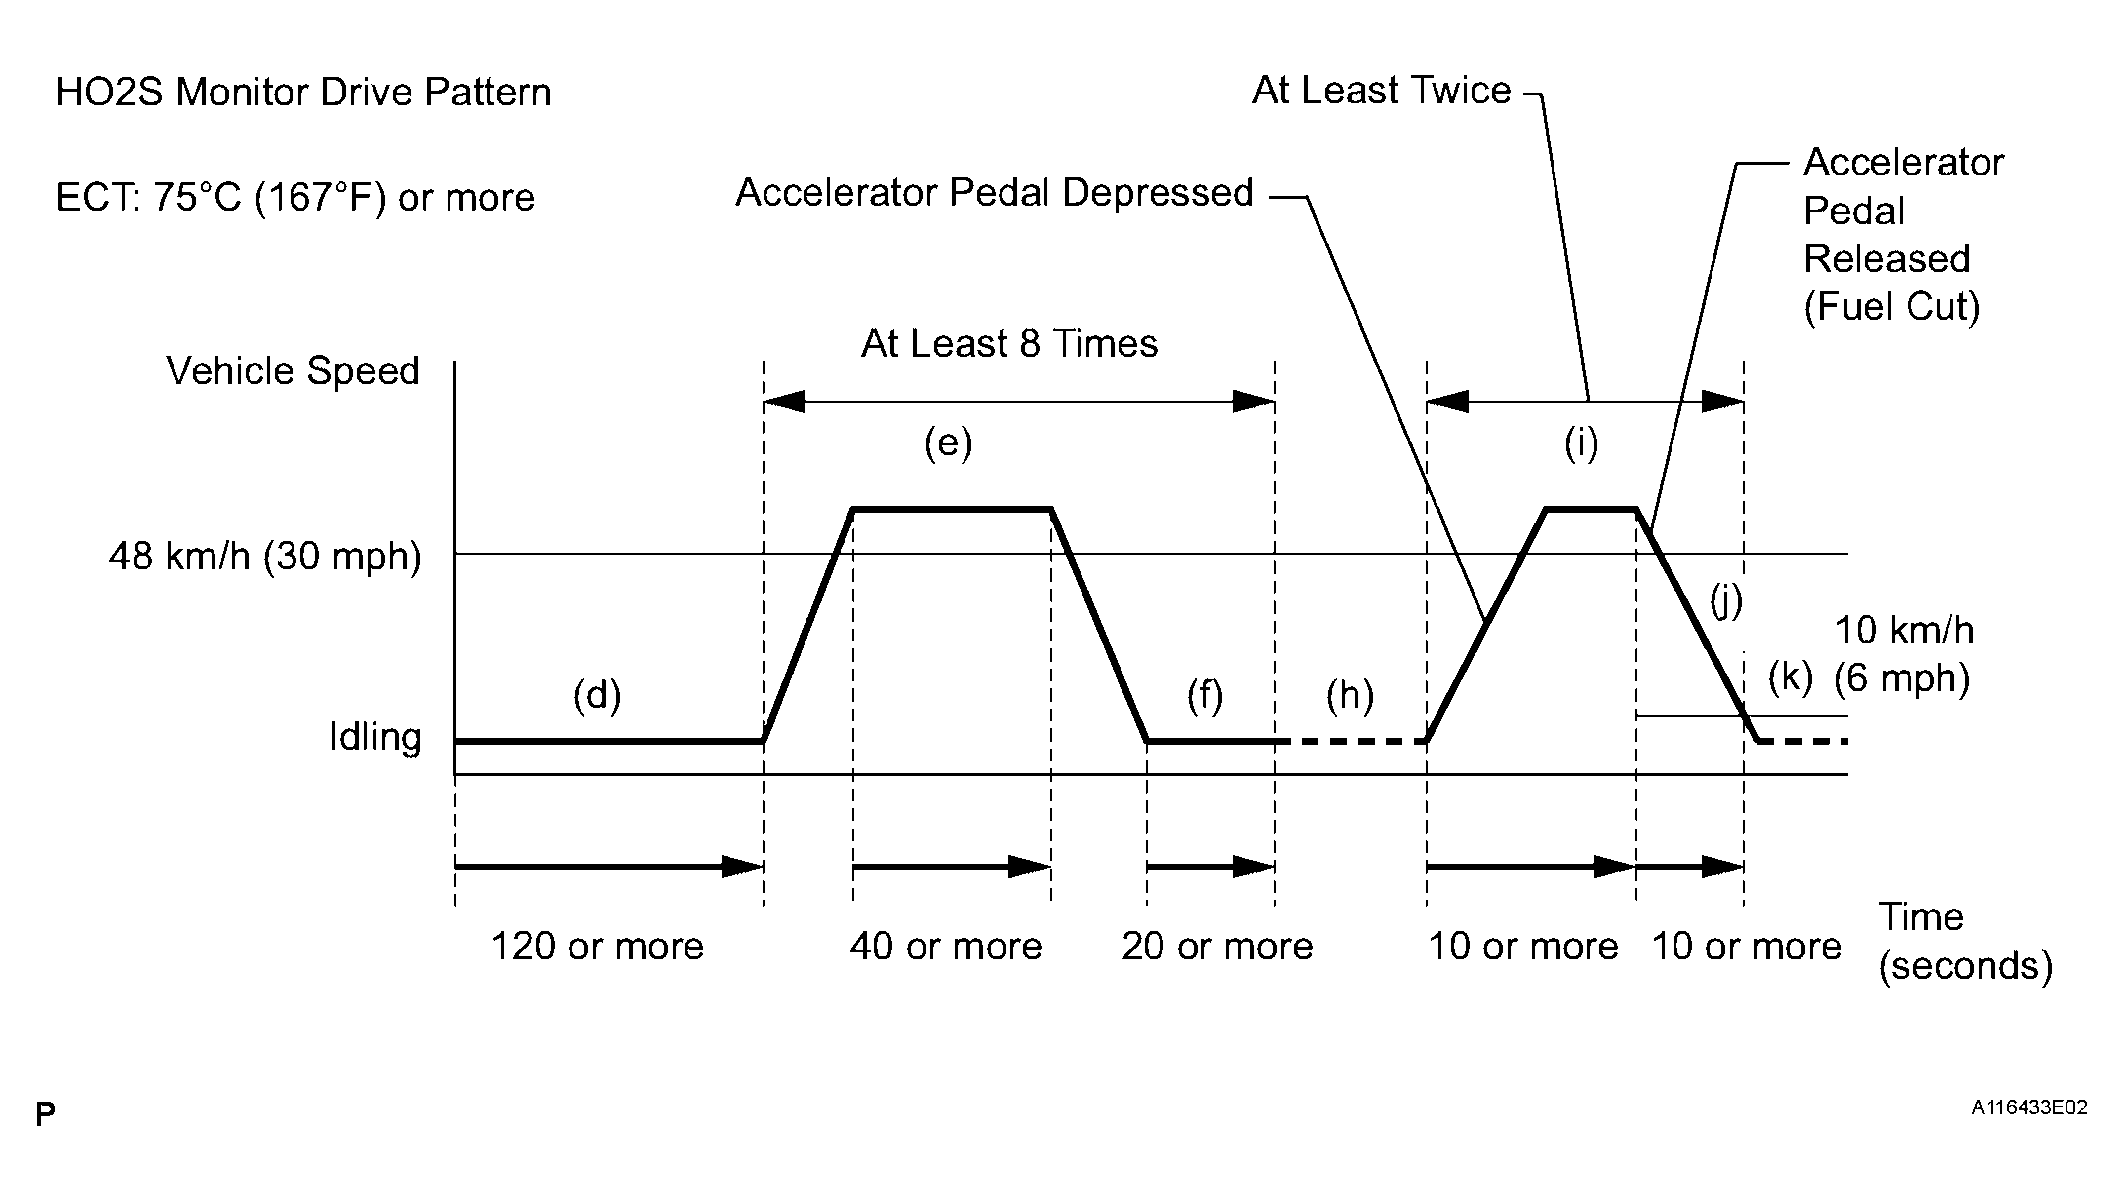 HO2S Monitor Drive Pattern
At Least Twice
ECT: 75°C (167°F) or more
Accelerator Pedal Depressed
Accelerator
Pedal
Released
(Fuel Cut)
At Least 8 Times
Vehicle Speed
(e)
(i)
48 km/h (30 mph)
(j)
10 km/h
(6 mph)
(k)
(d)
(f)
(h)
Idling
120 or more
40 or more
20 or more
10 or more
10 or more
Time
(seconds)
P
A116433E02